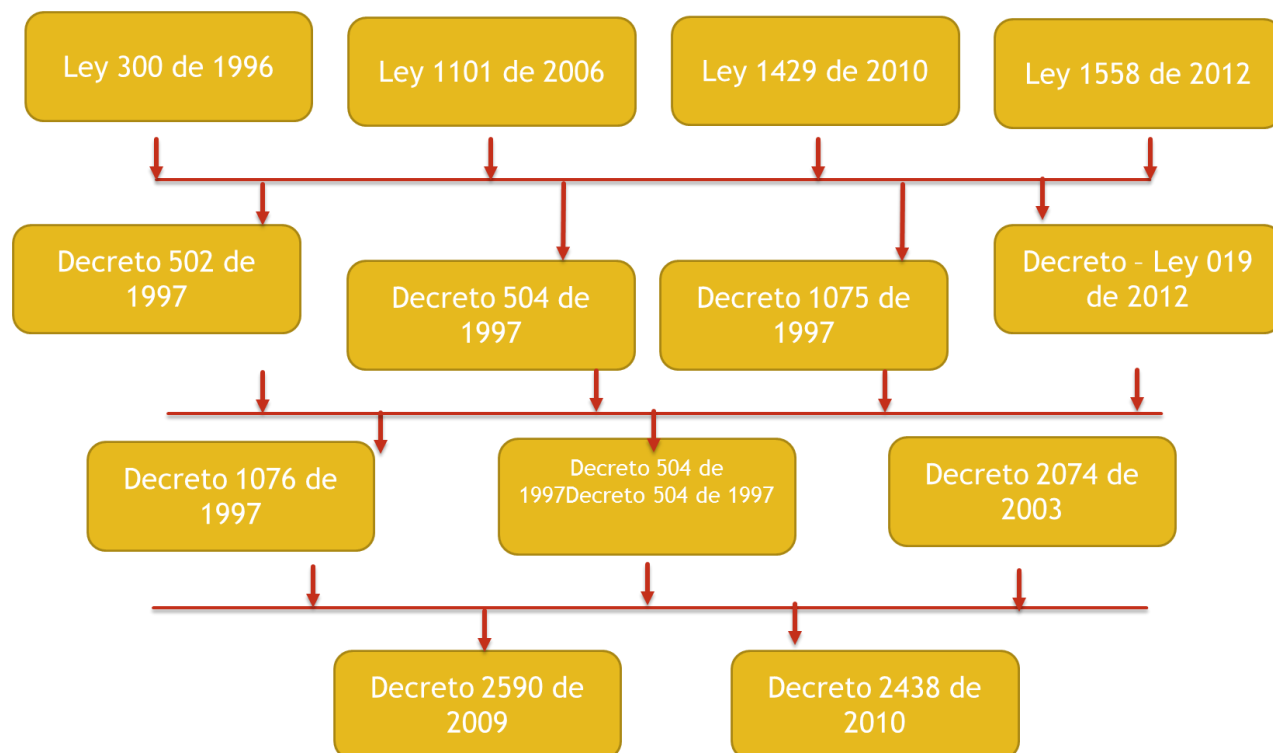 Ley 300 de 1996
Ley 1101 de 2006
Ley 1429 de 2010
Ley 1558 de 2012
Decreto 502 de
1997
Decreto 504 de
1997
Decreto 1075 de
1997
Decreto – Ley 019
de 2012
Decreto 1076 de
1997
Decreto 504 de
1997Decreto 504 de 1997
Decreto 2074 de
2003
Decreto 2590 de
2009
Decreto 2438 de
2010